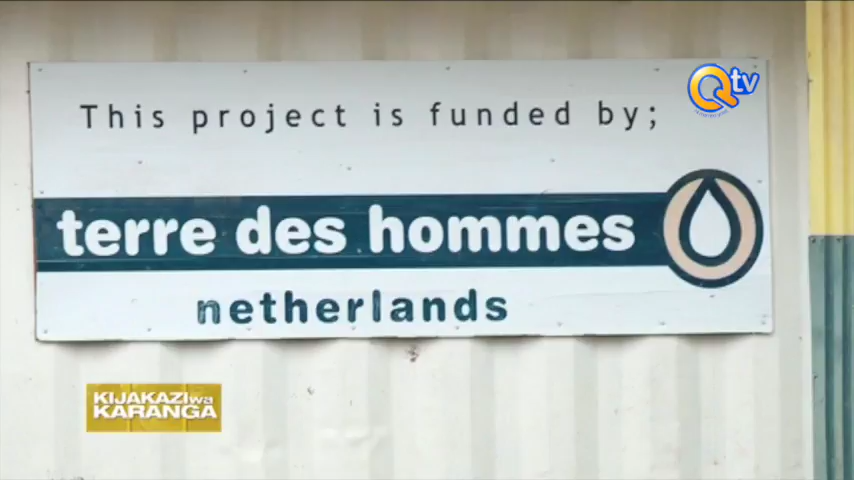 Qtv
This project is funded by;
terre des hommes
netherlands
KIJAKAZI wa
KARANGA